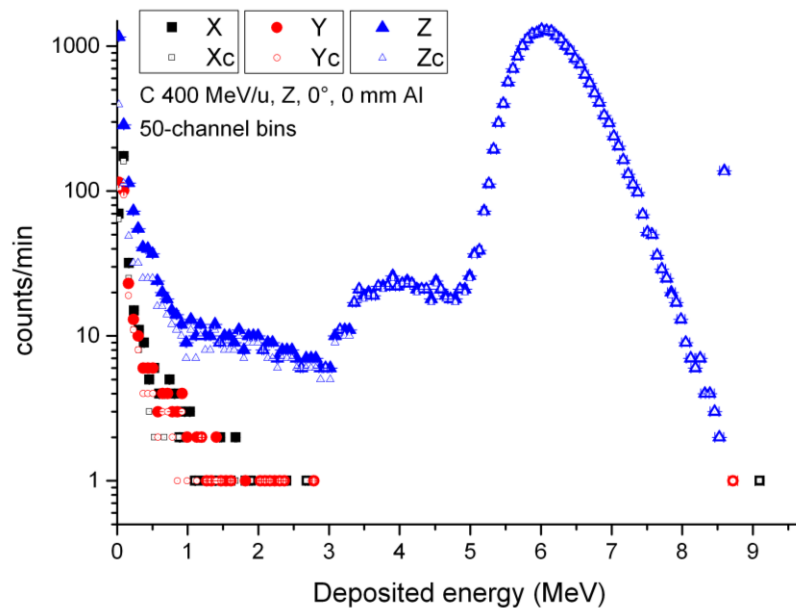 X Y Z
Xc Yc Zc
C 400 MeV/u, Z, 0°, 0 mm Al
50-channel bins
counts/min
1000
100
10
1
0 1 2 3 4 5 6 7 8 9
Deposited energy (MeV)